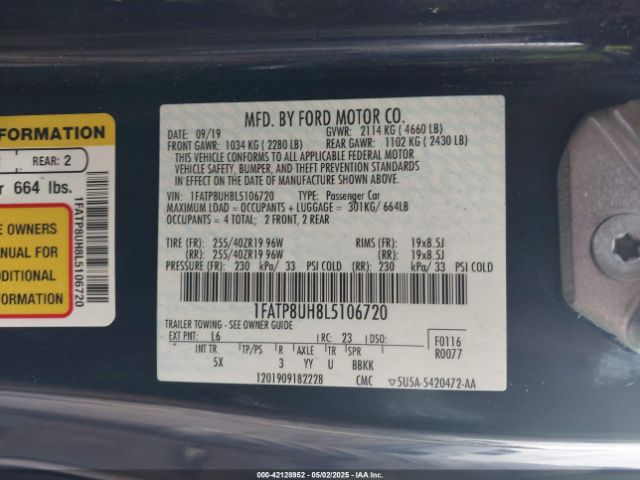 FORMATION
REAR: 2
r 664 lbs.
E OWNERS
ANUAL FOR
DDITIONAL
FORMATION
1FATP8UH8L5106720
MFD. BY FORD MOTOR CO.
DATE: 09/19 GVWR: 2114 KG ( 4660 LB)
FRONT GAWR: 1034 KG ( 2280 LB) REAR GAWR: 1102 KG ( 2430 LB)
THIS VEHICLE CONFORMS TO ALL APPLICABLE FEDERAL MOTOR
VEHICLE SAFETY, BUMPER, AND THEFT PREVENTION STANDARDS
IN EFFECT ON THE DATE OF MANUFACTURE SHOWN ABOVE.
VIN: 1FATP8UH8L5106720 TYPE: Passenger Car
MAXIMUM LOAD = OCCUPANTS + LUGGAGE = 301KG/ 664LB
OCCUPANTS = 4 TOTAL; 2 FRONT, 2 REAR
TIRE (FR): 255/40ZR19 96W RIMS (FR): 19x8.5J
(RR): 255/40ZR19 96W (RR): 19x8.5J
PRESSURE (FR): 230 kPa/ 33 PSI COLD (RR): 230 kPa/ 33 PSI COLD
1FATP8UH8L5106720
TRAILER TOWING - SEE OWNER GUIDE
EXT PNT: L6 RC: 23 DSO: F0116
INT TR TP/PS R AXLE TR SPR R0077
5X 3 YY U BBKK
1201909182228 CMC ▽5U5A-5420472-AA
000-42128952 05/02/2025 IAAI.COM